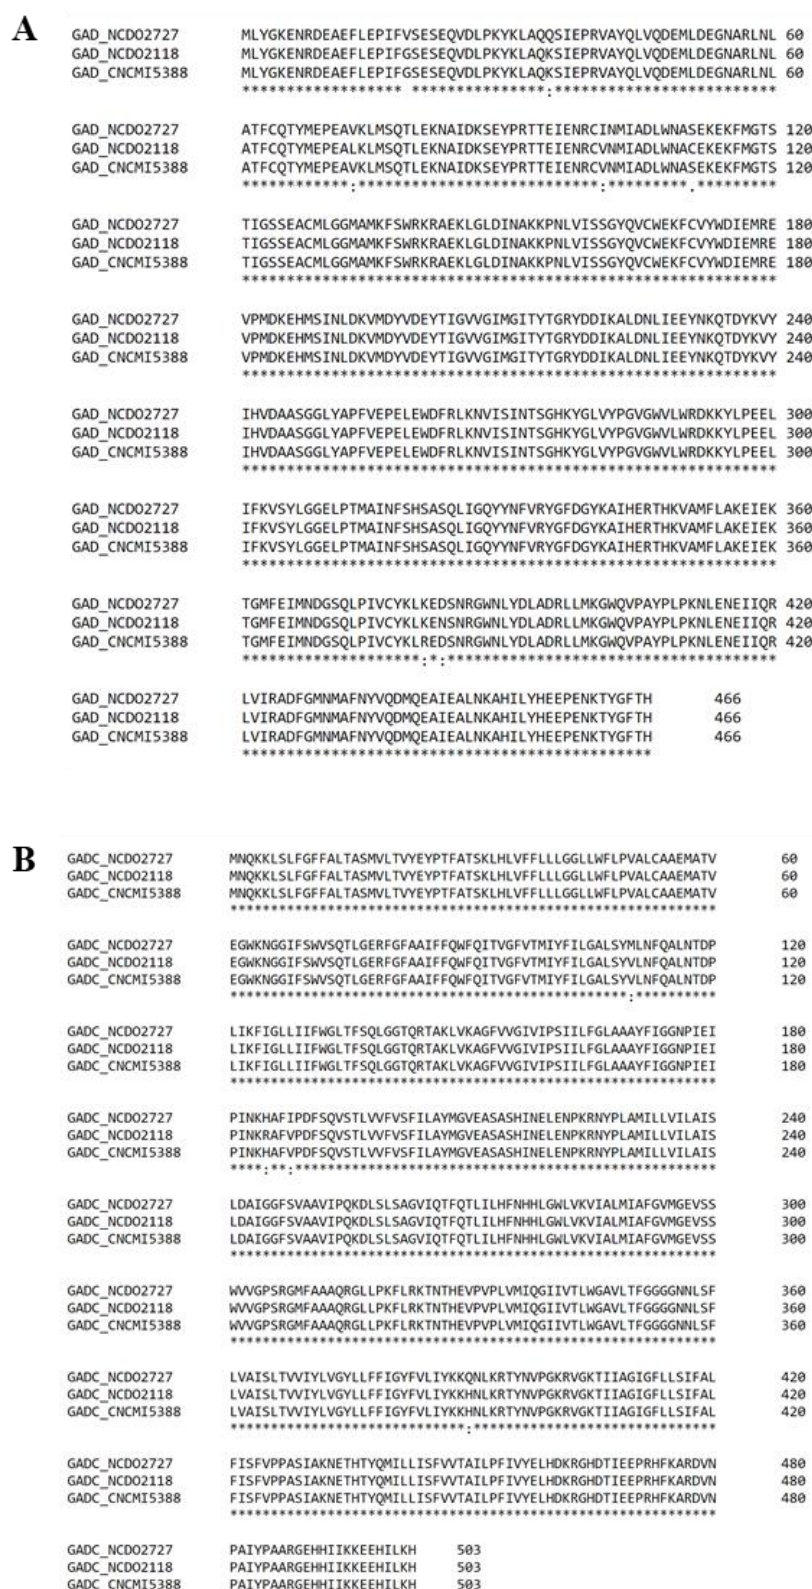 A
GAD_NCDO2727 MLYGKENRDEAEFLEPIFVSESEQVDLPKYKLAQQSIEPRVAYQLVQDEMLDEGNARLNL 60
GAD_NCDO2118 MLYGKENRDEAEFLEPIFGSESEQVDLPKYKLAQKSIEPRVAYQLVQDEMLDEGNARLNL 60
GAD_CNCMI5388 MLYGKENRDEAEFLEPIFGSESEQVDLPKYKLAQKSIEPRVAYQLVQDEMLDEGNARLNL 60
****************** ***************:*************************
GAD_NCDO2727 ATFCQTYMEPEAVKLMSQTLEKNAIDKSEYPRTTEIENRCINMIADLWNASEKEKFMGTS 120
GAD_NCDO2118 ATFCQTYMEPEALKLMSQTLEKNAIDKSEYPRTTEIENRCVNMIADLWNACEKEKFMGTS 120
GAD_CNCMI5388 ATFCQTYMEPEAVKLMSQTLEKNAIDKSEYPRTTEIENRCVNMIADLWNASEKEKFMGTS 120
************:***************************:*********.*********
GAD_NCDO2727 TIGSSEACMLGGMAMKFSWRKRAEKLGLDINAKKPNLVISSGYQVCWEKFCVYWDIEMRE 180
GAD_NCDO2118 TIGSSEACMLGGMAMKFSWRKRAEKLGLDINAKKPNLVISSGYQVCWEKFCVYWDIEMRE 180
GAD_CNCMI5388 TIGSSEACMLGGMAMKFSWRKRAEKLGLDINAKKPNLVISSGYQVCWEKFCVYWDIEMRE 180
************************************************************
GAD_NCDO2727 VPMDKEHMSINLDKVMDYVDEYTIGVVGIMGITYTGRYDDIKALDNLIEEYNKQTDYKVY 240
GAD_NCDO2118 VPMDKEHMSINLDKVMDYVDEYTIGVVGIMGITYTGRYDDIKALDNLIEEYNKQTDYKVY 240
GAD_CNCMI5388 VPMDKEHMSINLDKVMDYVDEYTIGVVGIMGITYTGRYDDIKALDNLIEEYNKQTDYKVY 240
************************************************************
GAD_NCDO2727 IHVDAASGGLYAPFVEPELEWDFRLKNVISINTSGHKYGLVYPGVGWVLWRDKKYLPEEL 300
GAD_NCDO2118 IHVDAASGGLYAPFVEPELEWDFRLKNVISINTSGHKYGLVYPGVGWVLWRDKKYLPEEL 300
GAD_CNCMI5388 IHVDAASGGLYAPFVEPELEWDFRLKNVISINTSGHKYGLVYPGVGWVLWRDKKYLPEEL 300
************************************************************
GAD_NCDO2727 IFKVSYLGGELPTMAINFSHSASQLIGQYYNFVRYGFDGYKAIHERTHKVAMFLAKEIEK 360
GAD_NCDO2118 IFKVSYLGGELPTMAINFSHSASQLIGQYYNFVRYGFDGYKAIHERTHKVAMFLAKEIEK 360
GAD_CNCMI5388 IFKVSYLGGELPTMAINFSHSASQLIGQYYNFVRYGFDGYKAIHERTHKVAMFLAKEIEK 360
************************************************************
GAD_NCDO2727 TGMFEIMNDGSQLPIVCYKLKEDSNRGWNLYDLADRLLMKGWQVPAYPLPKNLENEIIQR 420
GAD_NCDO2118 TGMFEIMNDGSQLPIVCYKLKENSNRGWNLYDLADRLLMKGWQVPAYPLPKNLENEIIQR 420
GAD_CNCMI5388 TGMFEIMNDGSQLPIVCYKLREDSNRGWNLYDLADRLLMKGWQVPAYPLPKNLENEIIQR 420
********************:*:*************************************
GAD_NCDO2727 LVIRADFGMNMAFNYVQDMQEAIEALNKAHILYHEEPENKTYGFTH 466
GAD_NCDO2118 LVIRADFGMNMAFNYVQDMQEAIEALNKAHILYHEEPENKTYGFTH 466
GAD_CNCMI5388 LVIRADFGMNMAFNYVQDMQEAIEALNKAHILYHEEPENKTYGFTH 466
**********************************************
B
GADC_NCDO2727 MNQKKLSLFGFFALTASMVLTVYEYPTFATSKLHLVFFLLLGGLLWFLPVALCAAEMATV 60
GADC_NCDO2118 MNQKKLSLFGFFALTASMVLTVYEYPTFATSKLHLVFFLLLGGLLWFLPVALCAAEMATV 60
GADC_CNCMI5388 MNQKKLSLFGFFALTASMVLTVYEYPTFATSKLHLVFFLLLGGLLWFLPVALCAAEMATV 60
************************************************************
GADC_NCDO2727 EGWKNGGIFSWVSQTLGERFGFAAIFFQWFQITVGFVTMIYFILGALSYMLNFQALNTDP 120
GADC_NCDO2118 EGWKNGGIFSWVSQTLGERFGFAAIFFQWFQITVGFVTMIYFILGALSYVLNFQALNTDP 120
GADC_CNCMI5388 EGWKNGGIFSWVSQTLGERFGFAAIFFQWFQITVGFVTMIYFILGALSYVLNFQALNTDP 120
*************************************************:**********
GADC_NCDO2727 LIKFIGLLIIFWGLTFSQLGGTQRTAKLVKAGFVVGIVIPSIILFGLAAAYFIGGNPIEI 180
GADC_NCDO2118 LIKFIGLLIIFWGLTFSQLGGTQRTAKLVKAGFVVGIVIPSIILFGLAAAYFIGGNPIEI 180
GADC_CNCMI5388 LIKFIGLLIIFWGLTFSQLGGTQRTAKLVKAGFVVGIVIPSIILFGLAAAYFIGGNPIEI 180
************************************************************
GADC_NCDO2727 PINKHAFIPDFSQVSTLVVFVSFILAYMGVEASASHINELENPKRNYPLAMILLVILAIS 240
GADC_NCDO2118 PINKRAFVPDFSQVSTLVVFVSFILAYMGVEASASHINELENPKRNYPLAMILLVILAIS 240
GADC_CNCMI5388 PINKHAFVPDFSQVSTLVVFVSFILAYMGVEASASHINELENPKRNYPLAMILLVILAIS 240
****:**:****************************************************
GADC_NCDO2727 LDAIGGFSVAAVIPQKDLSLSAGVIQTFQTLILHFNHHLGWLVKVIALMIAFGVMGEVSS 300
GADC_NCDO2118 LDAIGGFSVAAVIPQKDLSLSAGVIQTFQTLILHFNHHLGWLVKVIALMIAFGVMGEVSS 300
GADC_CNCMI5388 LDAIGGFSVAAVIPQKDLSLSAGVIQTFQTLILHFNHHLGWLVKVIALMIAFGVMGEVSS 300
************************************************************
GADC_NCDO2727 WVVGPSRGMFAAAQRGLLPKFLRKTNTHEVPVPLVMIQGIIVTLWGAVLTFGGGGNNLSF 360
GADC_NCDO2118 WVVGPSRGMFAAAQRGLLPKFLRKTNTHEVPVPLVMIQGIIVTLWGAVLTFGGGGNNLSF 360
GADC_CNCMI5388 WVVGPSRGMFAAAQRGLLPKFLRKTNTHEVPVPLVMIQGIIVTLWGAVLTFGGGGNNLSF 360
************************************************************
GADC_NCDO2727 LVAISLTVVIYLVGYLLFFIGYFVLIYKKQNLKRTYNVPGKRVGKTIIAGIGFLLSIFAL 420
GADC_NCDO2118 LVAISLTVVIYLVGYLLFFIGYFVLIYKKHNLKRTYNVPGKRVGKTIIAGIGFLLSIFAL 420
GADC_CNCMI5388 LVAISLTVVIYLVGYLLFFIGYFVLIYKKHNLKRTYNVPGKRVGKTIIAGIGFLLSIFAL 420
*****************************:******************************
GADC_NCDO2727 FISFVPPASIAKNETHTYQMILLISFVVTAILPFIVYELHDKRGHDTIEEPRHFKARDVN 480
GADC_NCDO2118 FISFVPPASIAKNETHTYQMILLISFVVTAILPFIVYELHDKRGHDTIEEPRHFKARDVN 480
GADC_CNCMI5388 FISFVPPASIAKNETHTYQMILLISFVVTAILPFIVYELHDKRGHDTIEEPRHFKARDVN 480
************************************************************
GADC_NCDO2727 PAIYPAARGEHHIIKKEEHILKH 503
GADC_NCDO2118 PAIYPAARGEHHIIKKEEHILKH 503
GADC_CNCMI5388 PAIYPAARGEHHIIKKEEHILKH 503